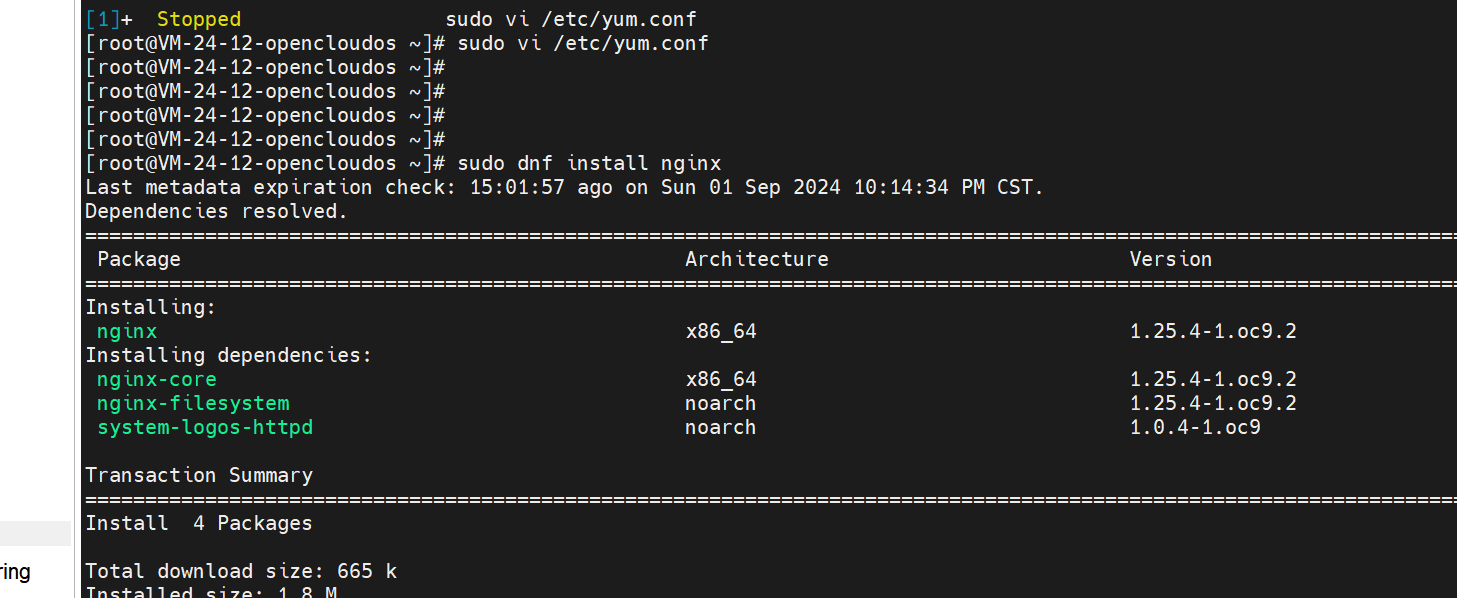 [1]+  Stopped                 sudo vi /etc/yum.conf
[root@VM-24-12-opencloudos ~]# sudo vi /etc/yum.conf
[root@VM-24-12-opencloudos ~]#
[root@VM-24-12-opencloudos ~]#
[root@VM-24-12-opencloudos ~]#
[root@VM-24-12-opencloudos ~]#
[root@VM-24-12-opencloudos ~]# sudo dnf install nginx
Last metadata expiration check: 15:01:57 ago on Sun 01 Sep 2024 10:14:34 PM CST.
Dependencies resolved.
==================================================================================================================
Package Architecture Version
==================================================================================================================
Installing:
nginx x86_64 1.25.4-1.oc9.2
Installing dependencies:
nginx-core x86_64 1.25.4-1.oc9.2
nginx-filesystem noarch 1.25.4-1.oc9.2
system-logos-httpd noarch 1.0.4-1.oc9
Transaction Summary
==================================================================================================================
Install  4 Packages
ring
Total download size: 665 k
Installed size: 1.8 M